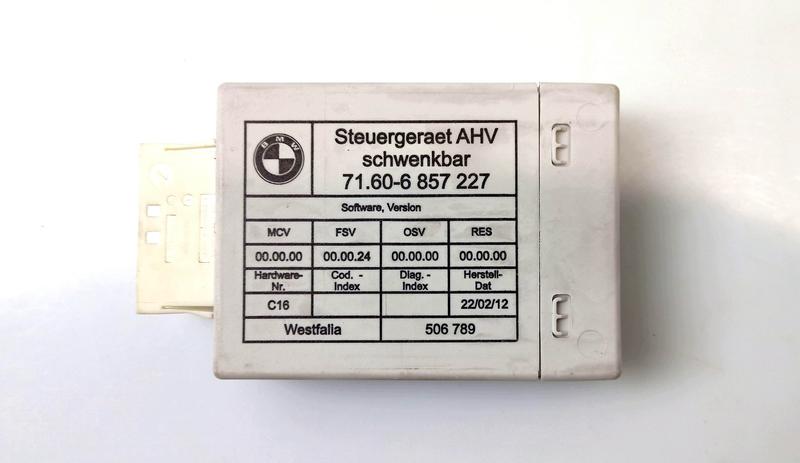 BMW
Steuergeraet AHV
schwenkbar
71.60-6 857 227
Software, Version
MCV FSV OSV RES
00.00.00 00.00.24 00.00.00 00.00.00
Hardware- Cod. - Diag. - Herstell-
Nr. Index Index Dat
C16 22/02/12
Westfalia 506 789